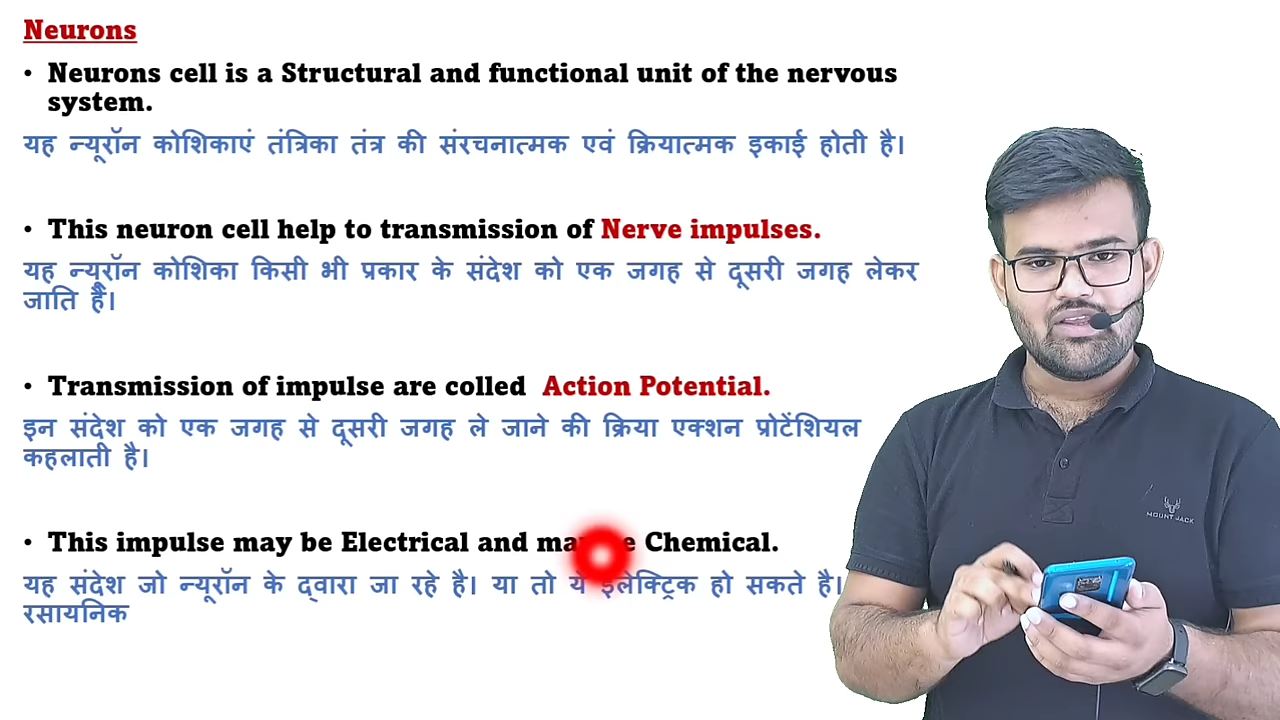 Neurons
• Neurons cell is a Structural and functional unit of the nervous
system.
यह न्यूरॉन कोशिकाएं तंत्रिका तंत्र की संरचनात्मक एवं क्रियात्मक इकाई होती है।
• This neuron cell help to transmission of Nerve impulses.
यह न्यूरॉन कोशिका किसी भी प्रकार के संदेश को एक जगह से दूसरी जगह लेकर
जाति हैं।
• Transmission of impulse are colled Action Potential.
इन संदेश को एक जगह से दूसरी जगह ले जाने की क्रिया एक्शन प्रोटेंशियल
कहलाती है।
• This impulse may be Electrical and Chemical.
यह संदेश जो न्यूरॉन के द्वारा जा रहे है। या तो ये इलेक्ट्रिक हो सकते है।
रसायनिक
MOUNT JACK